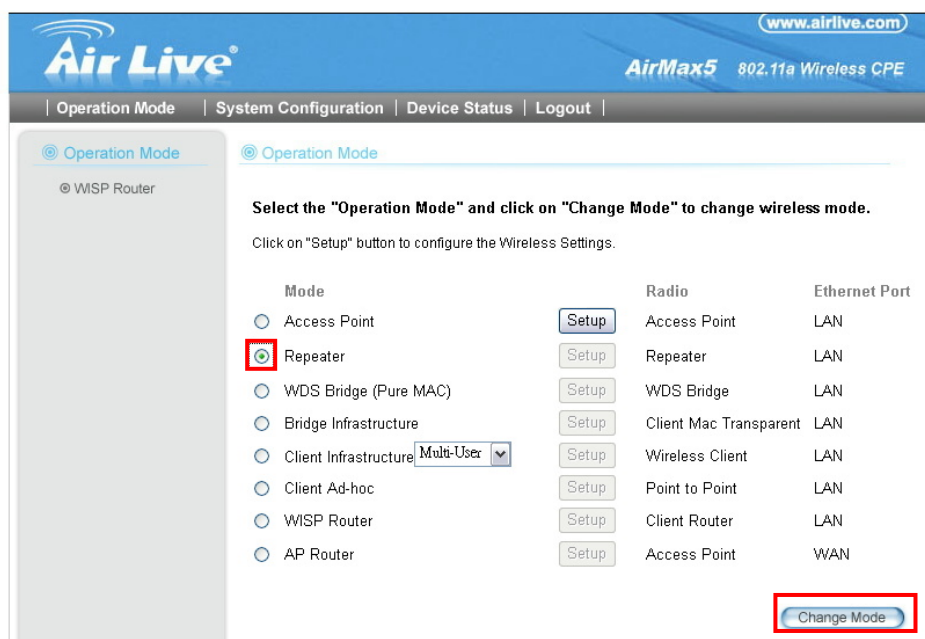 (www.airlive.com)
Air Live®
AirMax5 802.11a Wireless CPE
| Operation Mode | System Configuration | Device Status | Logout |
Operation Mode
WISP Router
Operation Mode
Select the "Operation Mode" and click on "Change Mode" to change wireless mode.
Click on "Setup" button to configure the Wireless Settings.
Mode Radio Ethernet Port
Access Point Setup Access Point LAN
Repeater Setup Repeater LAN
WDS Bridge (Pure MAC) Setup WDS Bridge LAN
Bridge Infrastructure Setup Client Mac Transparent LAN
Client Infrastructure Multi-User Setup Wireless Client LAN
Client Ad-hoc Setup Point to Point LAN
WISP Router Setup Client Router LAN
AP Router Setup Access Point WAN
Change Mode